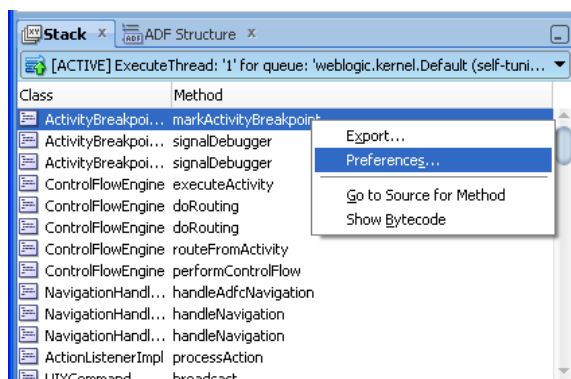 Stack x ADF Structure x
[ACTIVE] ExecuteThread: '1' for queue: 'weblogic.kernel.Default (self-tuni...
Class Method
ActivityBreakpoi... markActivityBreakpoint
ActivityBreakpoi... signalDebugger
ActivityBreakpoi... signalDebugger
ControlFlowEngine executeActivity
ControlFlowEngine doRouting
ControlFlowEngine doRouting
ControlFlowEngine routeFromActivity
ControlFlowEngine performControlFlow
NavigationHandl... handleAdfcNavigation
NavigationHandl... handleNavigation
NavigationHandl... handleNavigation
ActionListenerImpl processAction
UIXCommand broadcast
Export...
Preferences...
Go to Source for Method
Show Bytecode